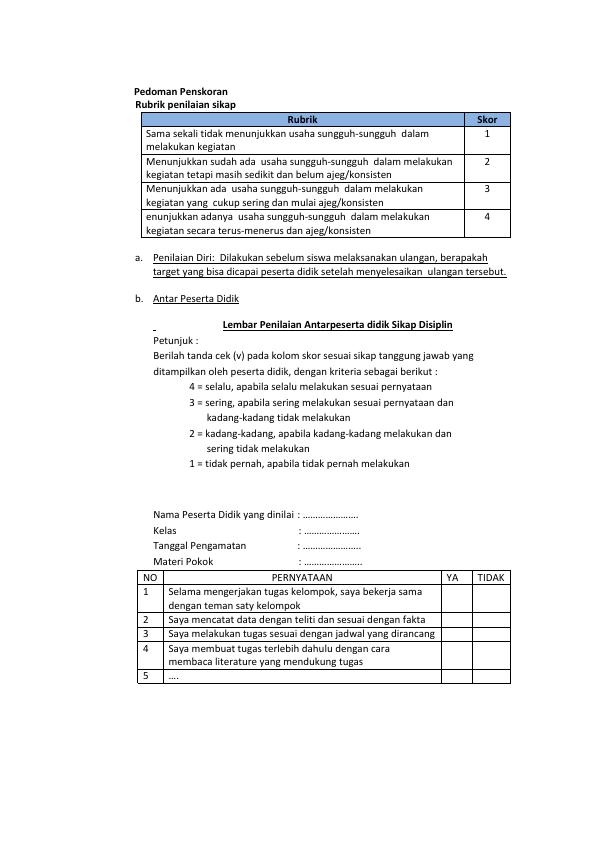 Pedoman Penskoran
Rubrik penilaian sikap
Rubrik Skor
Sama sekali tidak menunjukkan usaha sungguh-sungguh dalam 1
melakukan kegiatan
Menunjukkan sudah ada usaha sungguh-sungguh dalam melakukan 2
kegiatan tetapi masih sedikit dan belum ajeg/konsisten
Menunjukkan ada usaha sungguh-sungguh dalam melakukan 3
kegiatan yang cukup sering dan mulai ajeg/konsisten
enunjukkan adanya usaha sungguh-sungguh dalam melakukan 4
kegiatan secara terus-menerus dan ajeg/konsisten
a. Penilaian Diri: Dilakukan sebelum siswa melaksanakan ulangan, berapakah
target yang bisa dicapai peserta didik setelah menyelesaikan ulangan tersebut.
b. Antar Peserta Didik
Lembar Penilaian Antarpeserta didik Sikap Disiplin
Petunjuk :
Berilah tanda cek (v) pada kolom skor sesuai sikap tanggung jawab yang
ditampilkan oleh peserta didik, dengan kriteria sebagai berikut :
4 = selalu, apabila selalu melakukan sesuai pernyataan
3 = sering, apabila sering melakukan sesuai pernyataan dan
kadang-kadang tidak melakukan
2 = kadang-kadang, apabila kadang-kadang melakukan dan
sering tidak melakukan
1 = tidak pernah, apabila tidak pernah melakukan
Nama Peserta Didik yang dinilai : ………………….
Kelas : ………………….
Tanggal Pengamatan : …………………..
Materi Pokok : …………………..
NO PERNYATAAN YA TIDAK
1 Selama mengerjakan tugas kelompok, saya bekerja sama
dengan teman saty kelompok
2 Saya mencatat data dengan teliti dan sesuai dengan fakta
3 Saya melakukan tugas sesuai dengan jadwal yang dirancang
4 Saya membuat tugas terlebih dahulu dengan cara
membaca literature yang mendukung tugas
5 ….